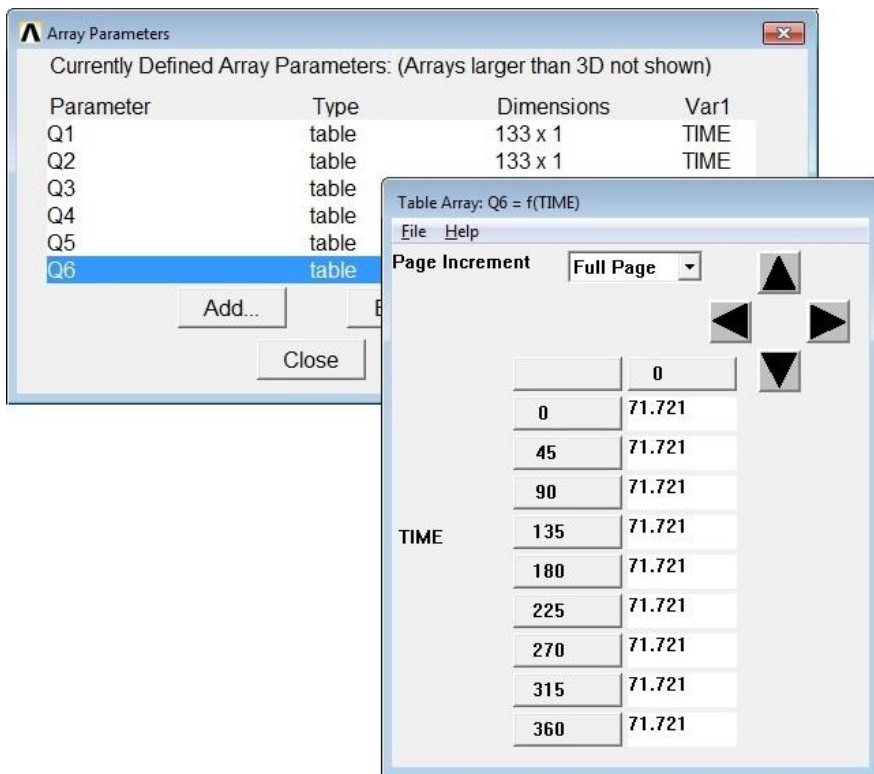 Array Parameters
Currently Defined Array Parameters: (Arrays larger than 3D not shown)
Parameter Type Dimensions Var1
Q1 table 133 x 1 TIME
Q2 table 133 x 1 TIME
Q3 table
Q4 table
Q5 table
Q6 table
Add...
Close
Table Array: Q6 = f(TIME)
File Help
Page Increment Full Page
0
0 71.721
45 71.721
90 71.721
TIME 135 71.721
180 71.721
225 71.721
270 71.721
315 71.721
360 71.721